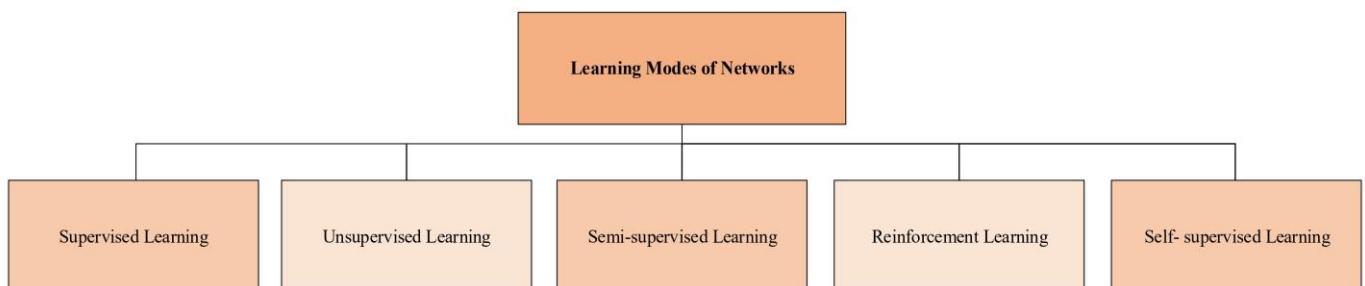 Learning Modes of Networks
Supervised Learning
Unsupervised Learning
Semi-supervised Learning
Reinforcement Learning
Self- supervised Learning